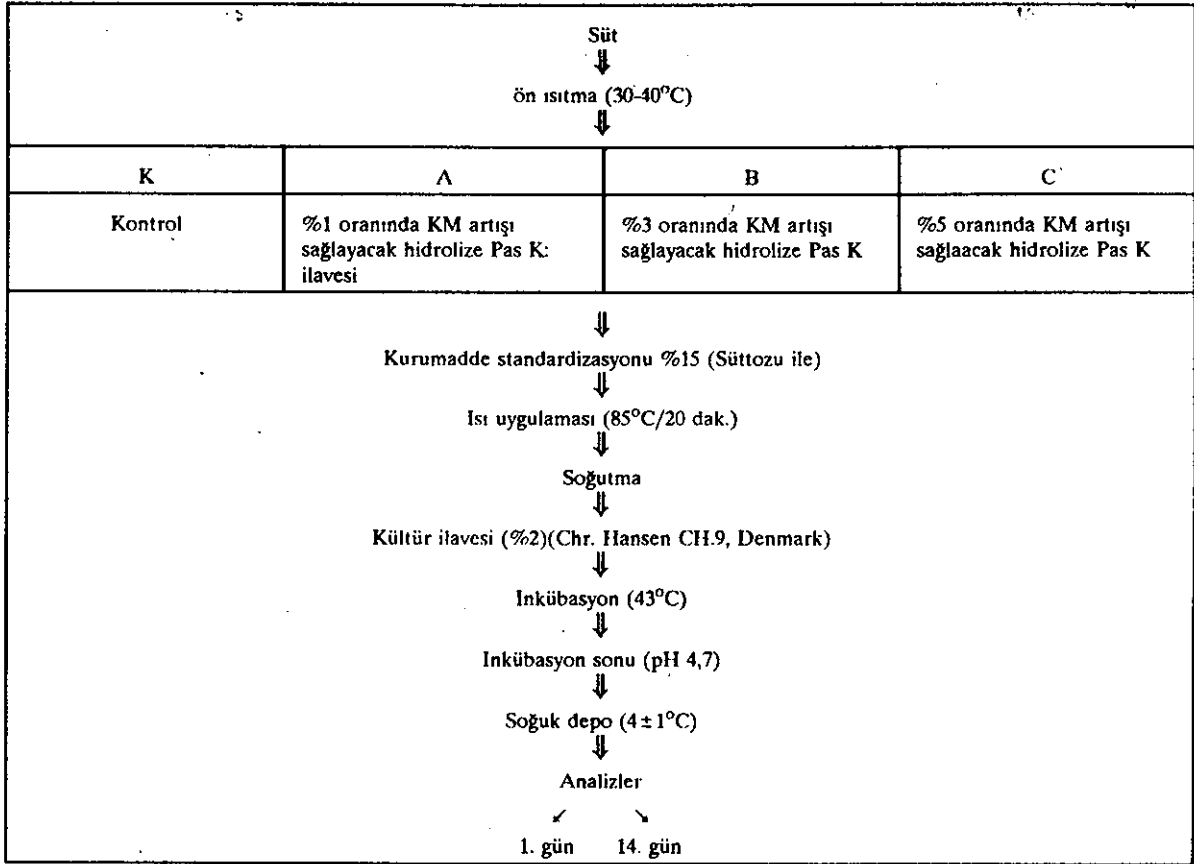 Süt
⇓
ön ısıtma (30-40°C)
⇓
K
A
B
C
Kontrol
%1 oranında KM artışı
sağlayacak hidrolize Pas K:
ilavesi
%3 oranında KM artışı
sağlayacak hidrolize Pas K
%5 oranında KM artışı
sağlaacak hidrolize Pas K
⇓
Kurumadde standardizasyonu %15 (Süttozu ile)
⇓
Isı uygulaması (85°C/20 dak.)
⇓
Soğutma
⇓
Kültür ilavesi (%2)(Chr. Hansen CH.9, Denmark)
⇓
Inkübasyon (43°C)
⇓
Inkübasyon sonu (pH 4,7)
⇓
Soğuk depo (4±1°C)
⇓
Analizler
↙ ↘
1. gün 14. gün